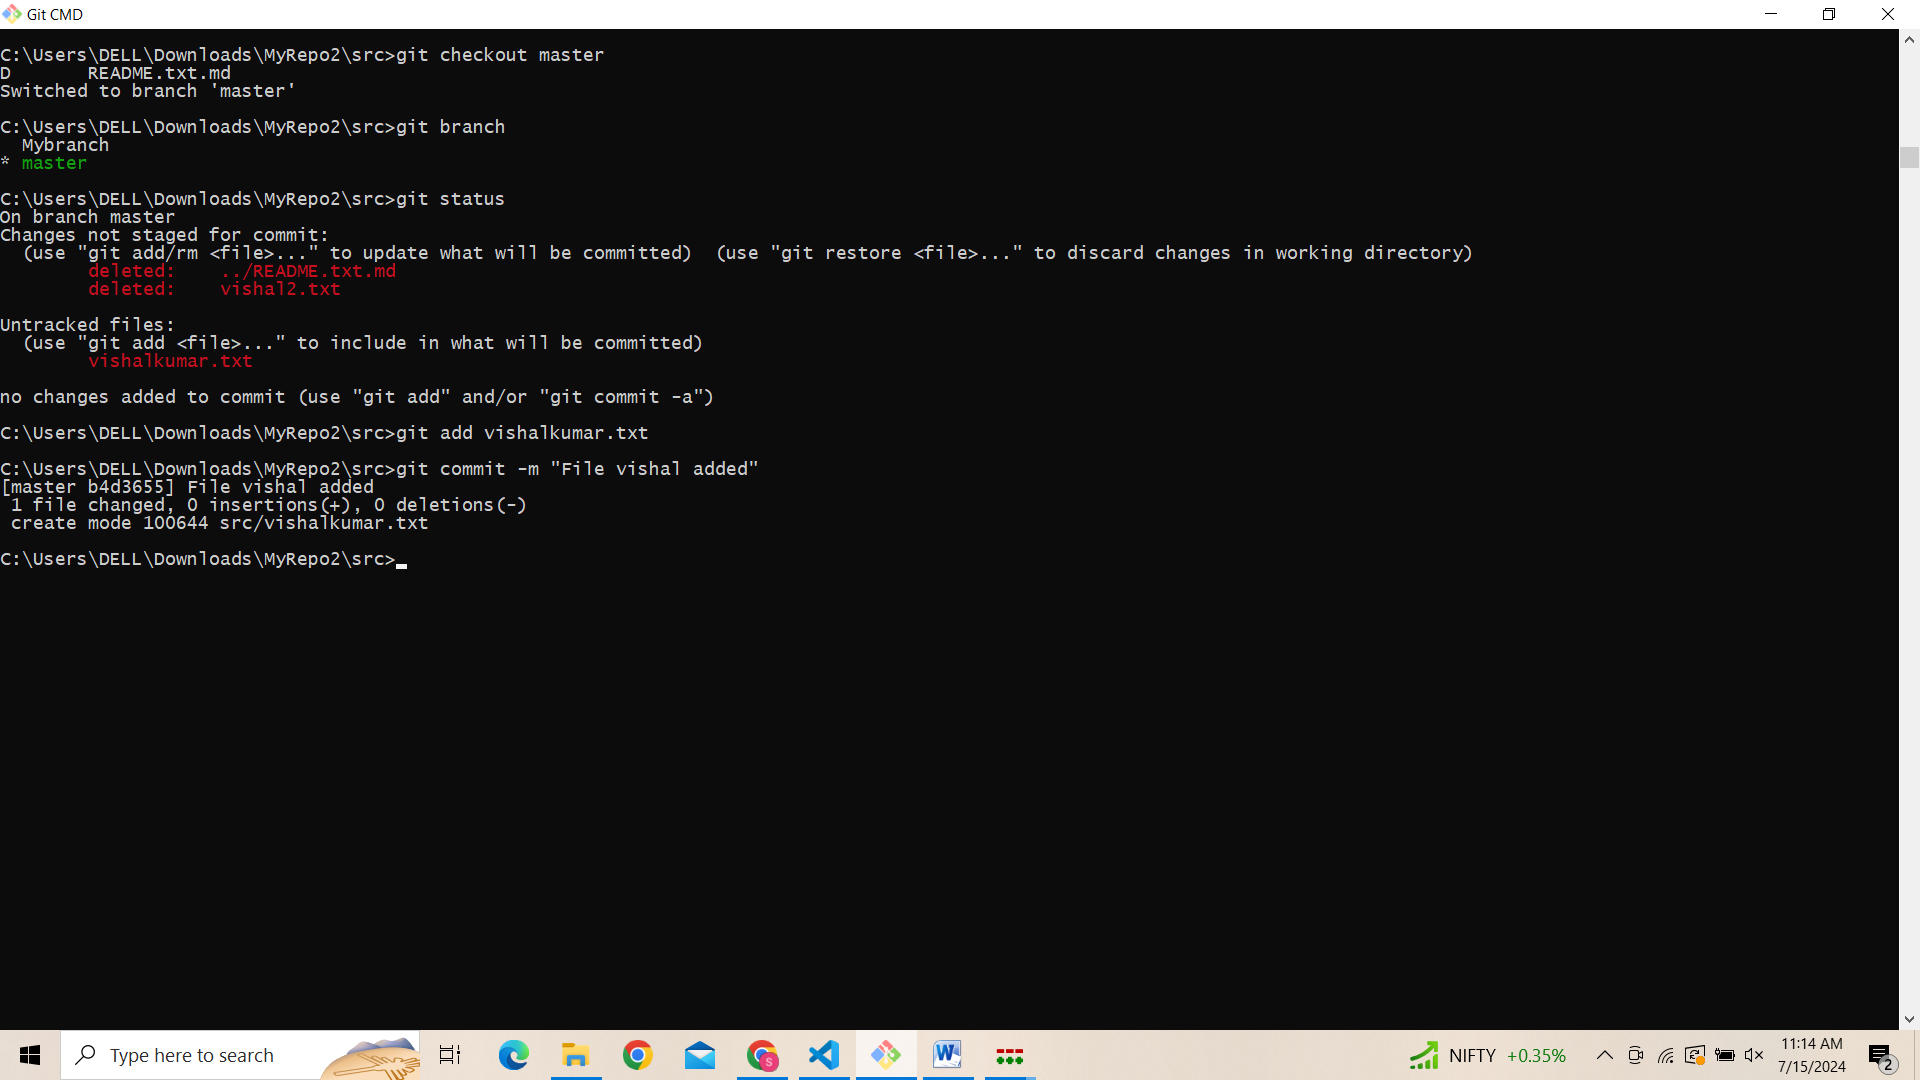 Git CMD
C:\Users\DELL\Downloads\MyRepo2\src>git checkout master
D       README.txt.md
Switched to branch 'master'
C:\Users\DELL\Downloads\MyRepo2\src>git branch
  Mybranch
* master
C:\Users\DELL\Downloads\MyRepo2\src>git status
On branch master
Changes not staged for commit:
  (use "git add/rm <file>..." to update what will be committed)  (use "git restore <file>..." to discard changes in working directory)
        deleted:    ../README.txt.md
        deleted:    vishal2.txt
Untracked files:
  (use "git add <file>..." to include in what will be committed)
        vishalkumar.txt
no changes added to commit (use "git add" and/or "git commit -a")
C:\Users\DELL\Downloads\MyRepo2\src>git add vishalkumar.txt
C:\Users\DELL\Downloads\MyRepo2\src>git commit -m "File vishal added"
[master b4d3655] File vishal added
 1 file changed, 0 insertions(+), 0 deletions(-)
 create mode 100644 src/vishalkumar.txt
C:\Users\DELL\Downloads\MyRepo2\src>
Type here to search
S
W
NIFTY +0.35%
11:14 AM
7/15/2024
2